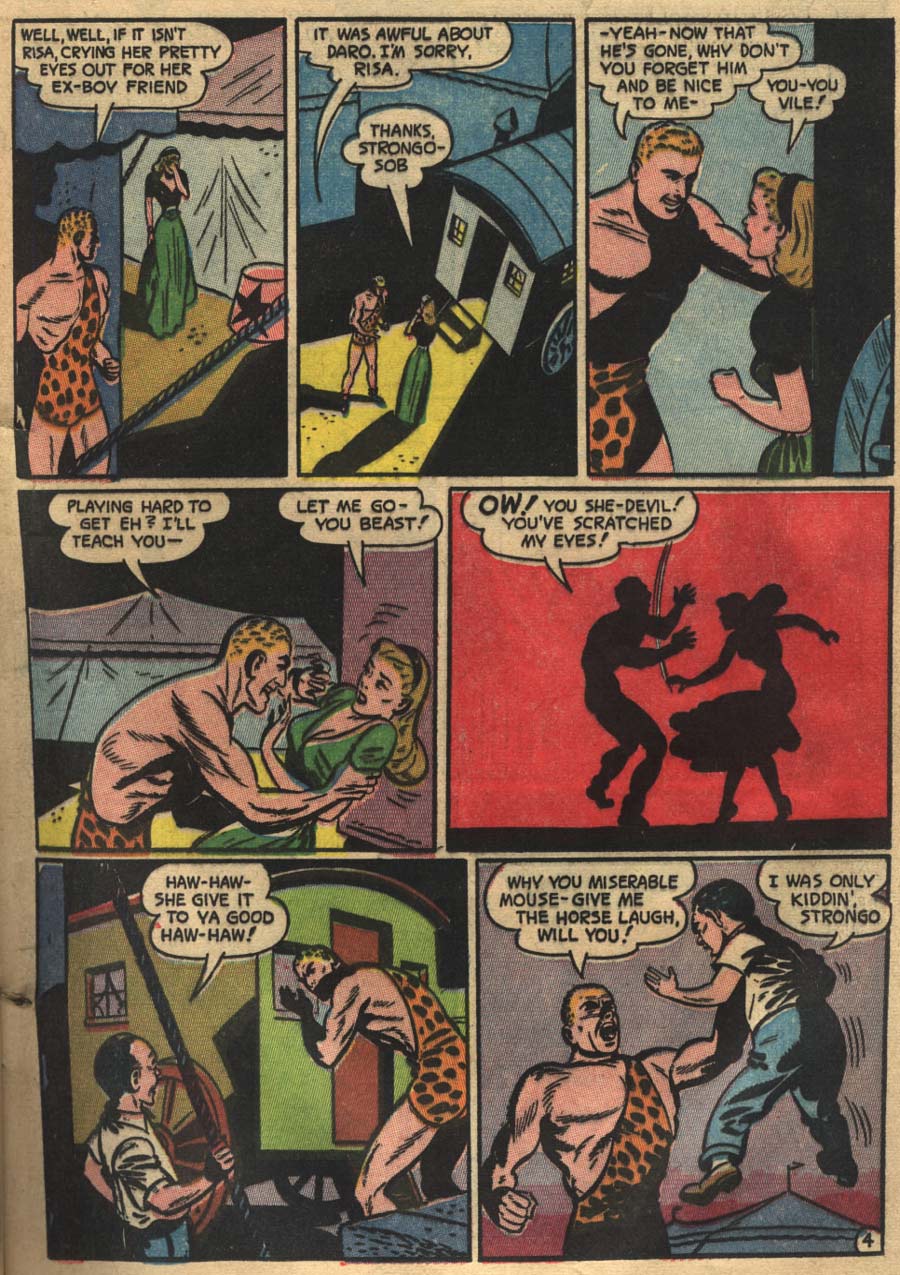 WELL, WELL, IF IT ISN'T
RISA, CRYING HER PRETTY
EYES OUT FOR HER
EX-BOY FRIEND
IT WAS AWFUL ABOUT
DARO. I'M SORRY,
RISA.
THANKS,
STRONGO-
SOB
-YEAH-NOW THAT
HE'S GONE, WHY DON'T
YOU FORGET HIM
AND BE NICE
TO ME-
YOU-YOU
VILE!
PLAYING HARD TO
GET EH? I'LL
TEACH YOU—
LET ME GO-
YOU BEAST!
OW! YOU SHE-DEVIL!
YOU'VE SCRATCHED
MY EYES!
HAW-HAW-
SHE GIVE IT
TO YA GOOD
HAW-HAW!
WHY YOU MISERABLE
MOUSE-GIVE ME
THE HORSE LAUGH,
WILL YOU!
I WAS ONLY
KIDDIN',
STRONGO
4